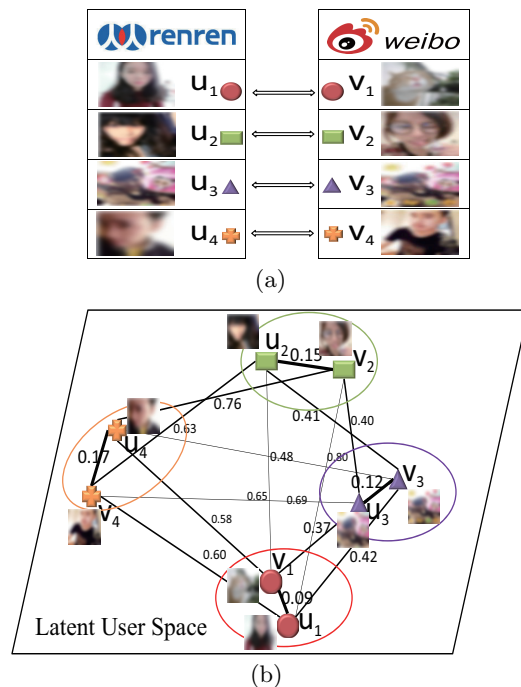 renren weibo
u1 v1
u2 v2
u3 v3
u4 v4
(a)
u2 0.15 v2
0.76 0.41 0.40
0.63
u4
0.17
0.48 0.80
v3
0.12
v4
0.65 0.69
u3
0.58 0.37
0.60 0.42
v1
0.09
u1
Latent User Space
(b)